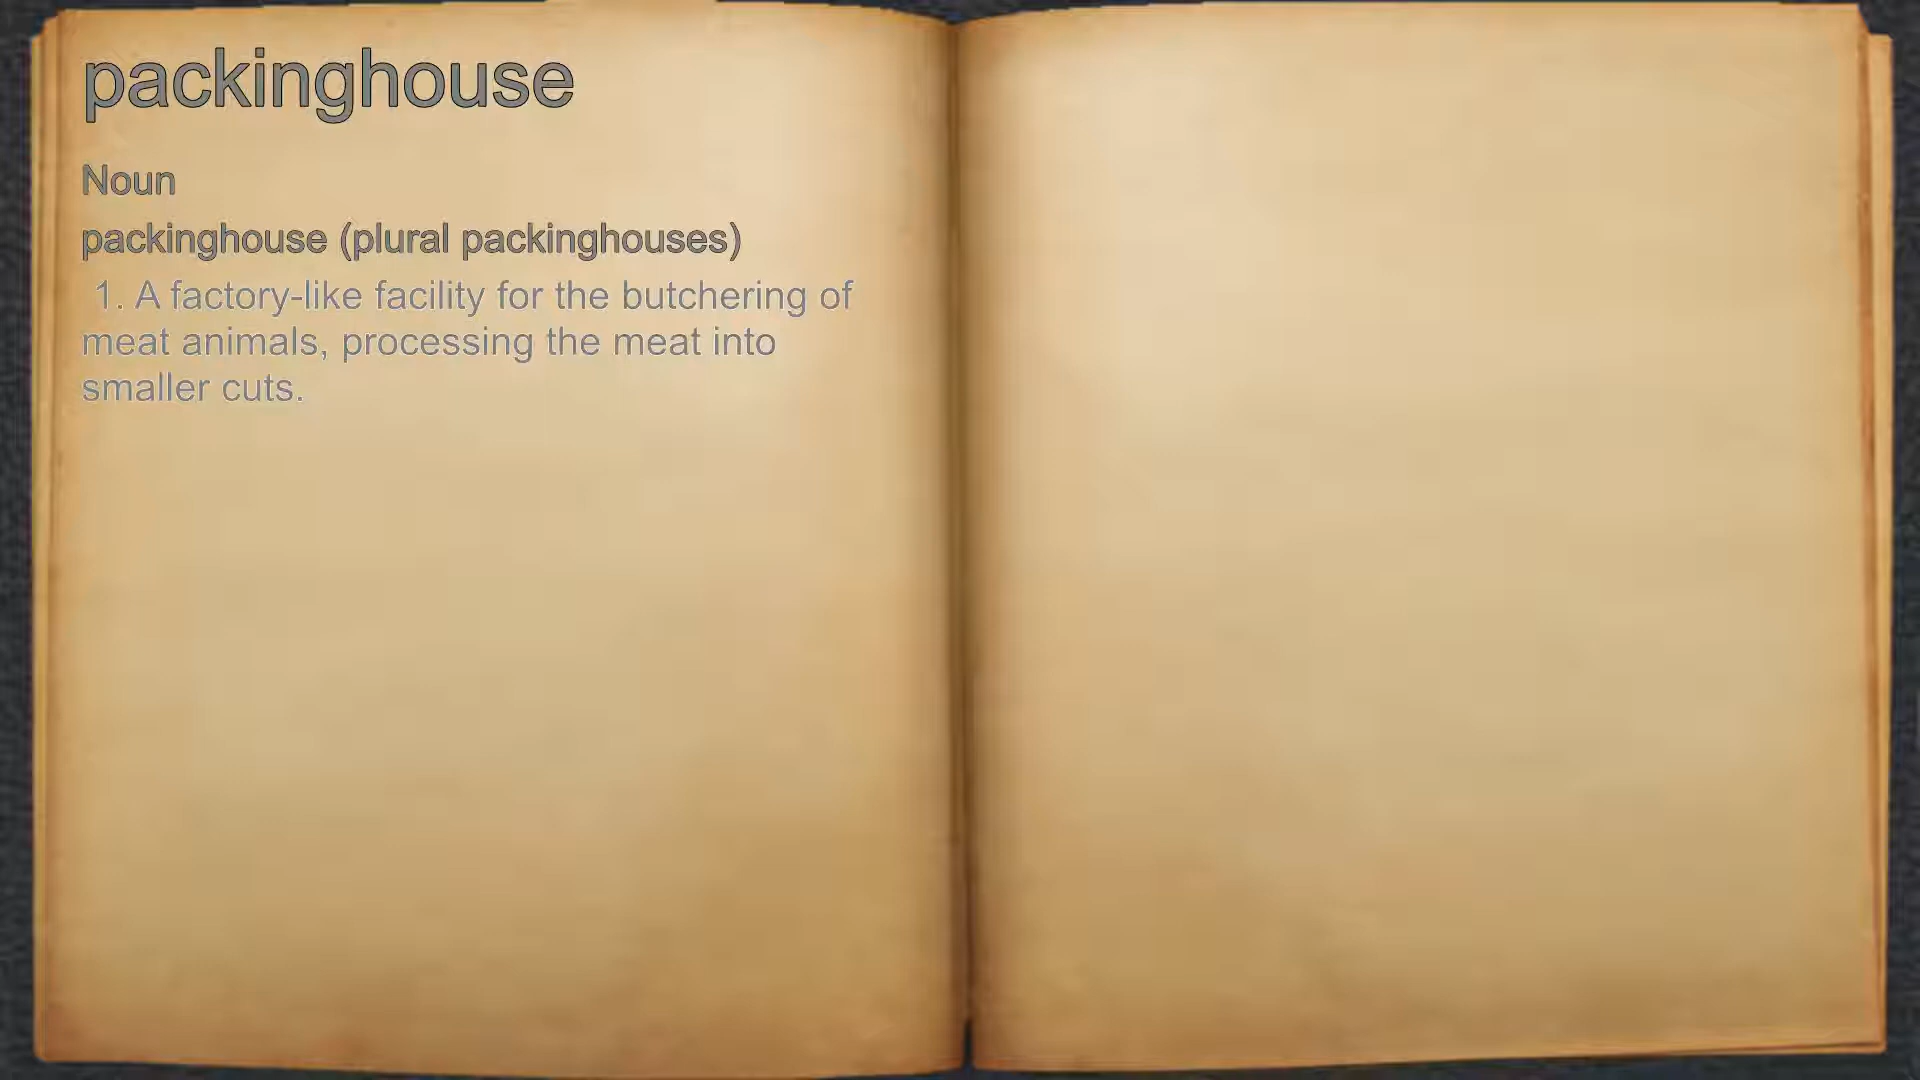 packinghouse
Noun
packinghouse (plural packinghouses)
1. A factory-like facility for the butchering of
meat animals, processing the meat into
smaller cuts.